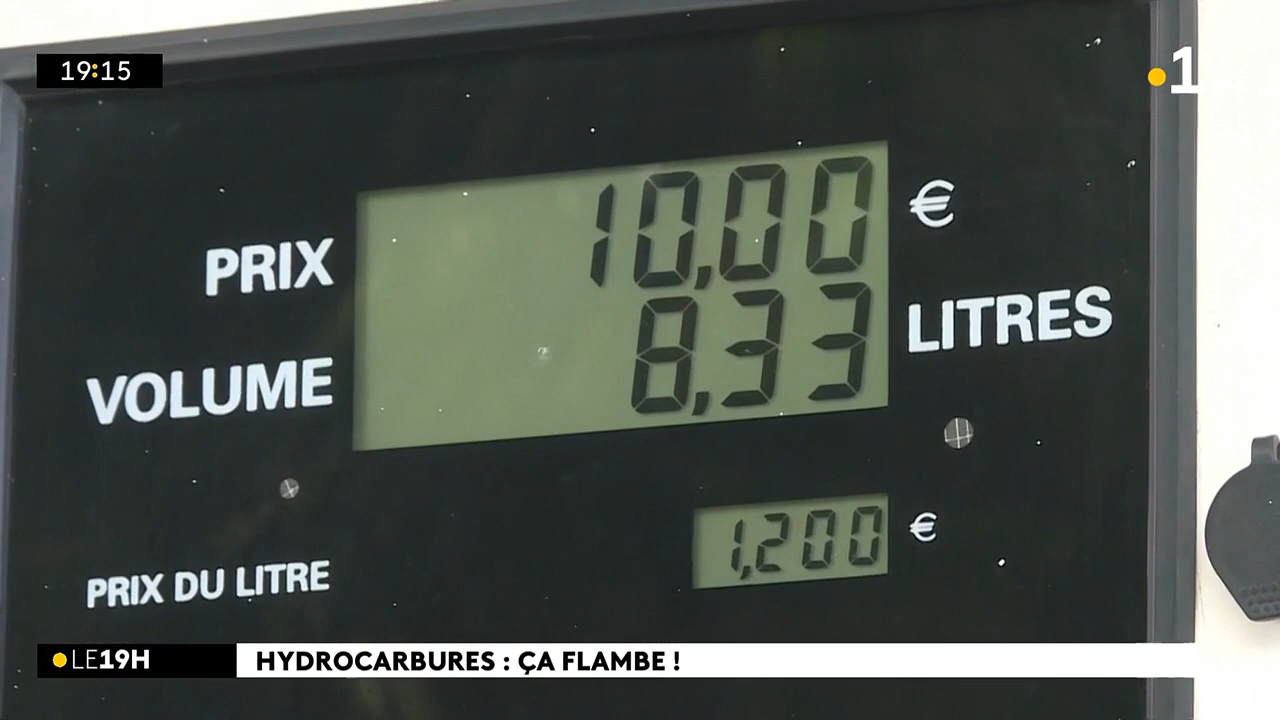 19:15
1
10,00 €
PRIX
8,33 LITRES
VOLUME
1,200 €
PRIX DU LITRE
LE19H HYDROCARBURES : ÇA FLAMBE !